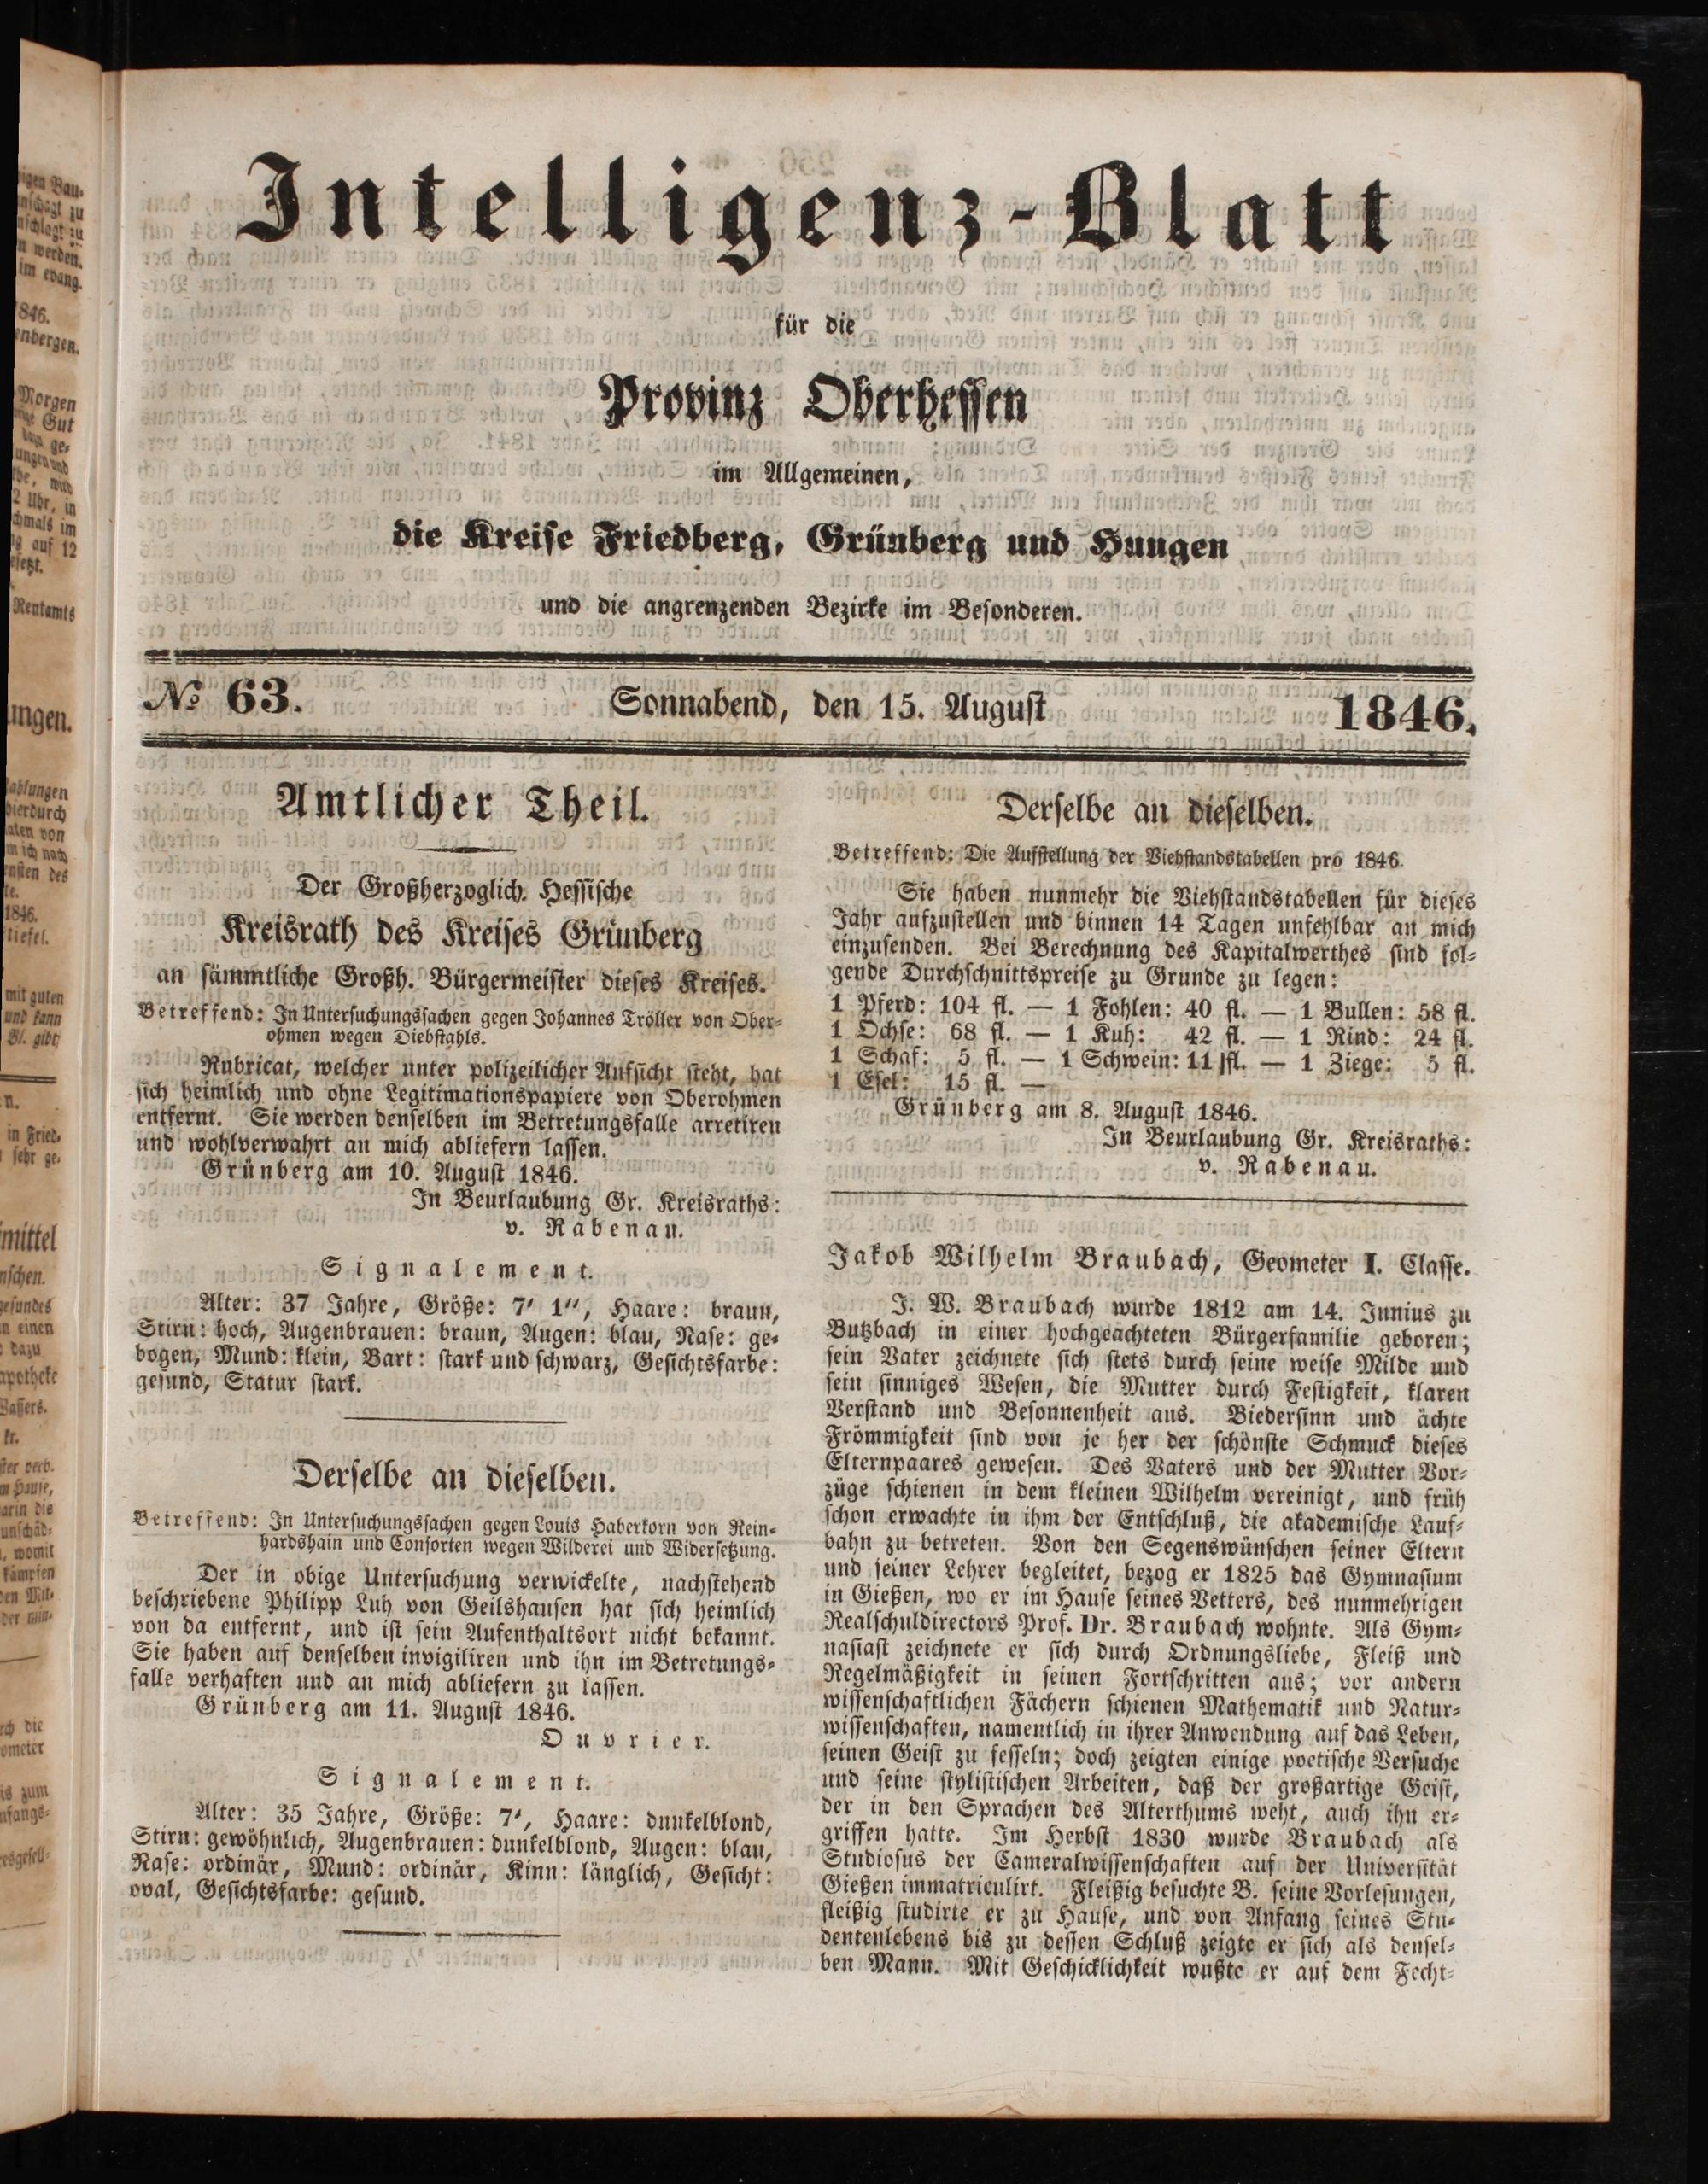 Intelligenz-Blatt
für die
Provinz Oberhessen
im Allgemeinen,
die Kreise Friedberg, Grünberg und Hungen
und die angrenzenden Bezirke im Besonderen.
№ 63. Sonnabend, den 15. August 1846.
Amtlicher Theil.
Der Großherzoglich Hessische
Kreisrath des Kreises Grünberg
an sämmtliche Großh. Bürgermeister dieses Kreises.
Betreffend: In Untersuchungssachen gegen Johannes Tröller von Ober-
ohmen wegen Diebstahls.
Rubricat, welcher unter polizeilicher Aufsicht steht, hat
sich heimlich und ohne Legitimationspapiere von Oberohmen
entfernt. Sie werden denselben im Betretungsfalle arretiren
und wohlverwahrt an mich abliefern lassen.
Grünberg am 10. August 1846.
In Beurlaubung Gr. Kreisraths:
v. Rabenau.
Signalement.
Alter: 37 Jahre, Größe: 7' 1'', Haare: braun,
Stirn: hoch, Augenbrauen: braun, Augen: blau, Nase: ge-
bogen, Mund: klein, Bart: stark und schwarz, Gesichtsfarbe:
gesund, Statur stark.
Derselbe an dieselben.
Betreffend: In Untersuchungssachen gegen Louis Haberkorn von Rein-
hardshain und Consorten wegen Wilderei und Widersetzung.
Der in obige Untersuchung verwickelte, nachstehend
beschriebene Philipp Luh von Geilshausen hat sich heimlich
von da entfernt, und ist sein Aufenthaltsort nicht bekannt.
Sie haben auf denselben invigiliren und ihn im Betretungs-
falle verhaften und an mich abliefern zu lassen.
Grünberg am 11. Augnst 1846.
Ouvrier.
Signalement.
Alter: 35 Jahre, Größe: 7', Haare: dunkelblond,
Stirn: gewöhnlich, Augenbrauen: dunkelblond, Augen: blau,
Nase: ordinär, Mund: ordinär, Kinn: länglich, Gesicht:
oval, Gesichtsfarbe: gesund.
Derselbe an dieselben.
Betreffend: Die Aufstellung der Viehstandstabellen pro 1846.
Sie haben nunmehr die Viehstandstabellen für dieses
Jahr aufzustellen und binnen 14 Tagen unfehlbar an mich
einzusenden. Bei Berechnung des Kapitalwerthes sind fol-
gende Durchschnittspreise zu Grunde zu legen:
1 Pferd: 104 fl. — 1 Fohlen: 40 fl. — 1 Bullen: 58 fl.
1 Ochse: 68 fl. — 1 Kuh: 42 fl. — 1 Rind: 24 fl.
1 Schaf: 5 fl. — 1 Schwein: 11 fl. — 1 Ziege: 5 fl.
1 Esel: 15 fl. —
Grünberg am 8. August 1846.
In Beurlaubung Gr. Kreisraths:
v. Rabenau.
Jakob Wilhelm Braubach, Geometer I. Classe.
J. W. Braubach wurde 1812 am 14. Junius zu
Butzbach in einer hochgeachteten Bürgerfamilie geboren;
sein Vater zeichnete sich stets durch seine weise Milde und
sein sinniges Wesen, die Mutter durch Festigkeit, klaren
Verstand und Besonnenheit aus. Biedersinn und ächte
Frömmigkeit sind von je her der schönste Schmuck dieses
Elternpaares gewesen. Des Vaters und der Mutter Vor-
züge schienen in dem kleinen Wilhelm vereinigt, und früh
schon erwachte in ihm der Entschluß, die akademische Lauf-
bahn zu betreten. Von den Segenswünschen seiner Eltern
und seiner Lehrer begleitet, bezog er 1825 das Gymnasium
in Gießen, wo er im Hause seines Vetters, des nunmehrigen
Realschuldirectors Prof. Dr. Braubach wohnte. Als Gym-
nasiast zeichnete er sich durch Ordnungsliebe, Fleiß und
Regelmäßigkeit in seinen Fortschritten aus; vor andern
wissenschaftlichen Fächern schienen Mathematik und Natur-
wissenschaften, namentlich in ihrer Anwendung auf das Leben,
seinen Geist zu fesseln; doch zeigten einige poetische Versuche
und seine stylistischen Arbeiten, daß der großartige Geist,
der in den Sprachen des Alterthums weht, auch ihn er-
griffen hatte. Im Herbst 1830 wurde Braubach als
Studiosus der Cameralwissenschaften auf der Universität
Gießen immatriculirt. Fleißig besuchte B. seine Vorlesungen,
fleißig studirte er zu Hause, und von Anfang seines Stu-
dentenlebens bis zu dessen Schluß zeigte er sich als densel-
ben Mann. Mit Geschicklichkeit wußte er auf dem Fecht-